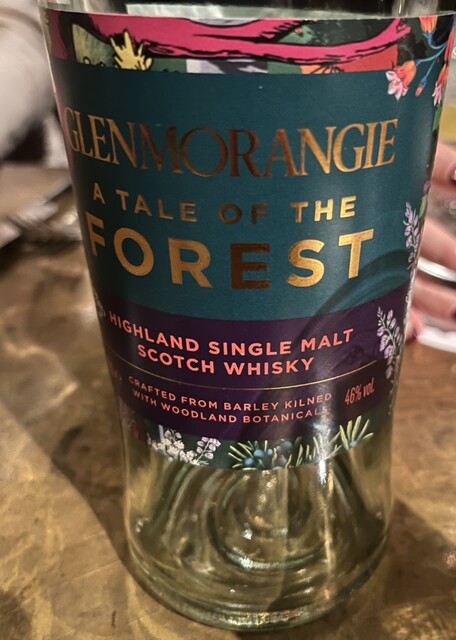 GLENMORANGIE
A TALE OF THE
FOREST
HIGHLAND SINGLE MALT
SCOTCH WHISKY
CRAFTED FROM BARLEY KILNED
WITH WOODLAND BOTANICALS
46% vol.